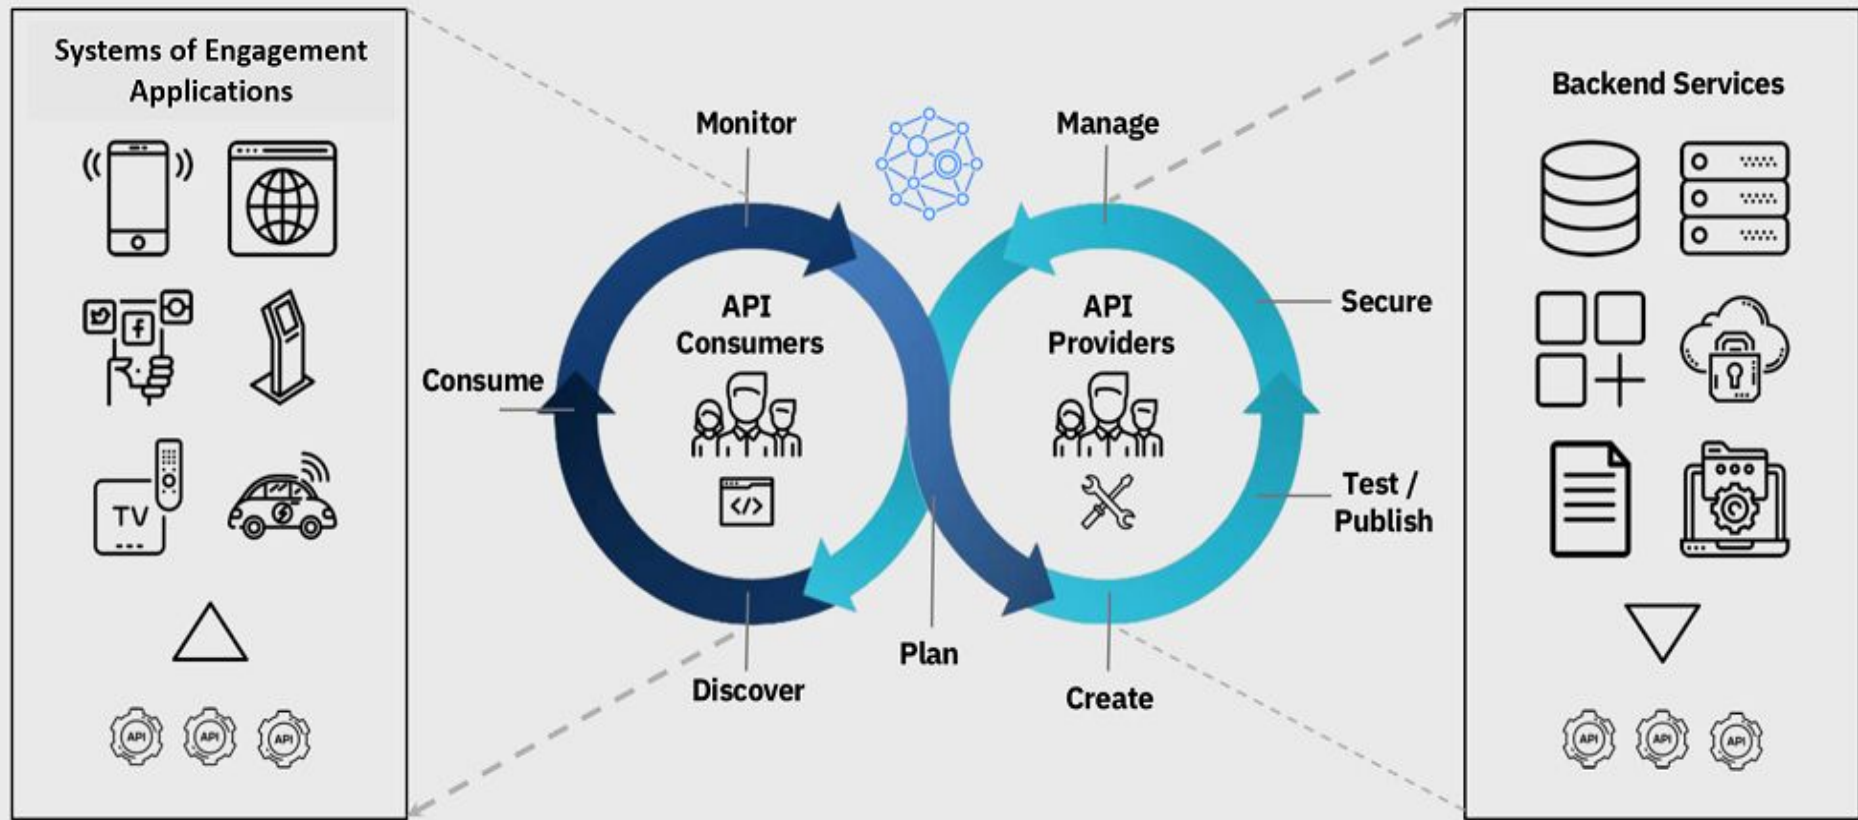 Systems of Engagement
Applications
TV
API
API
API
Monitor
Manage
API
Consumers
</>
Consume
Discover
Plan
API
Providers
Secure
Test /
Publish
Create
Backend Services
API
API
API